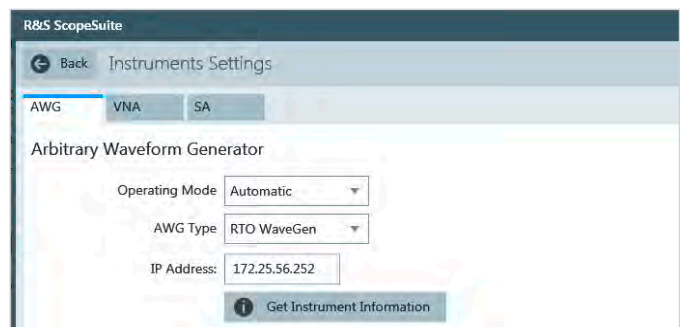 R&S ScopeSuite
Back Instruments Settings
AWG VNA SA
Arbitrary Waveform Generator
Operating Mode Automatic
AWG Type RTO WaveGen
IP Address: 172.25.56.252
Get Instrument Information